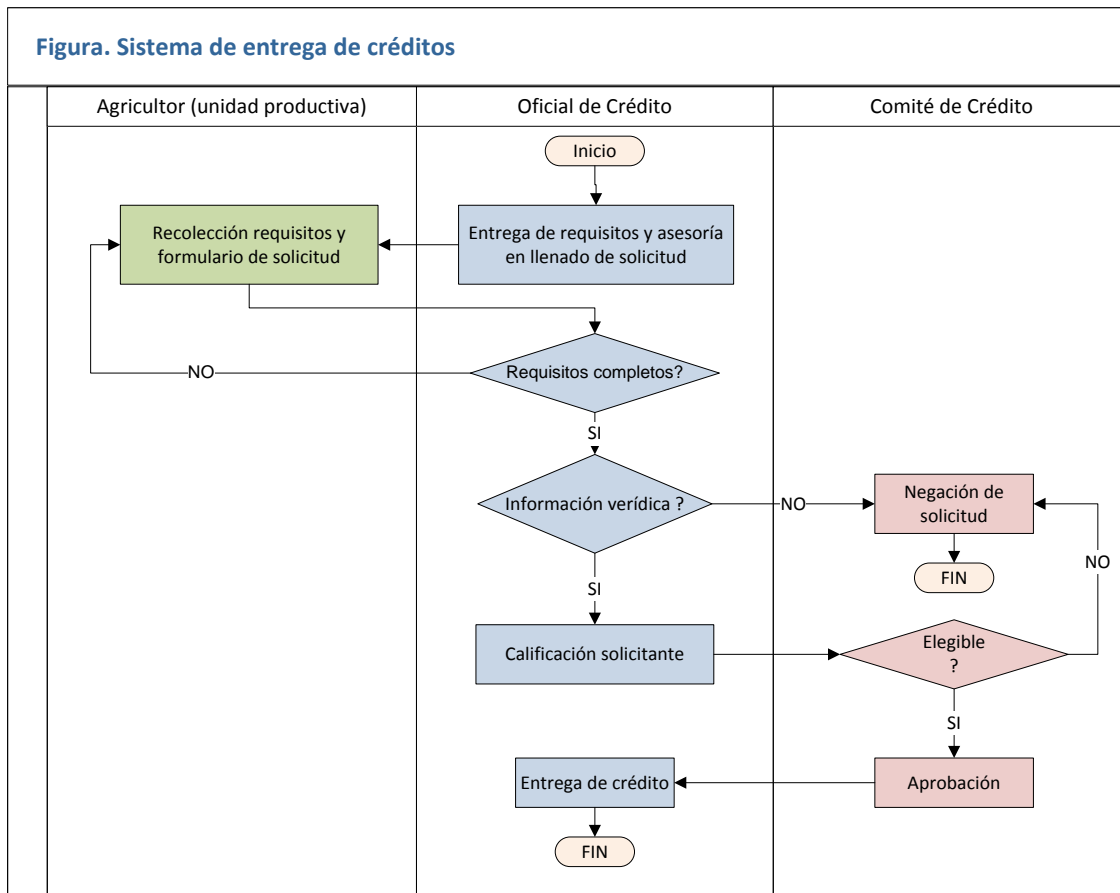 Figura. Sistema de entrega de créditos
Agricultor (unidad productiva)
Oficial de Crédito
Comité de Crédito
Inicio
Recolección requisitos y
formulario de solicitud
Entrega de requisitos y asesoría
en llenado de solicitud
Requisitos completos?
NO
SI
Información verídica ?
NO
Negación de
solicitud
NO
FIN
SI
Calificación solicitante
Elegible
?
SI
Entrega de crédito
Aprobación
FIN